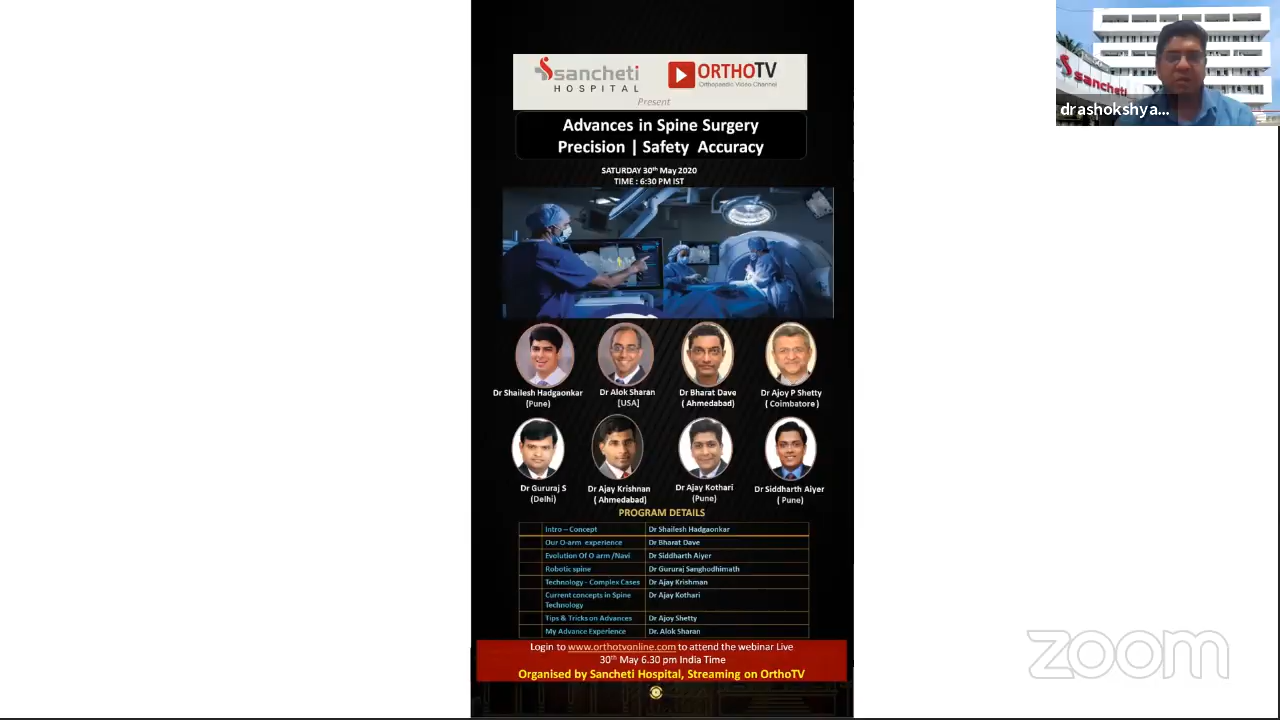 sancheti
HOSPITAL
ORTHOTV
Orthopaedic Video Channel
Present
Advances in Spine Surgery
Precision | Safety Accuracy
SATURDAY 30th May 2020
TIME : 6:30 PM IST
Dr Shailesh Hadgaonkar
(Pune)
Dr Alok Sharan
[USA]
Dr Bharat Dave
( Ahmedabad)
Dr Ajoy P Shetty
( Coimbatore )
Dr Gururaj S
(Delhi)
Dr Ajay Krishnan
( Ahmedabad)
Dr Ajay Kothari
(Pune)
Dr Siddharth Aiyer
( Pune)
PROGRAM DETAILS
Intro – Concept Dr Shailesh Hadgaonkar
Our O-arm experience Dr Bharat Dave
Evolution Of O arm /Navi Dr Siddharth Aiyer
Robotic spine Dr Gururaj Sanghodhimath
Technology - Complex Cases Dr Ajay Krishman
Current concepts in Spine Dr Ajay Kothari
Technology
Tips & Tricks on Advances Dr Ajoy Shetty
My Advance Experience Dr. Alok Sharan
Login to www.orthotvonline.com to attend the webinar Live
30th May 6.30 pm India Time
Organised by Sancheti Hospital, Streaming on OrthoTV
sancheti
drashokshya...
zoom